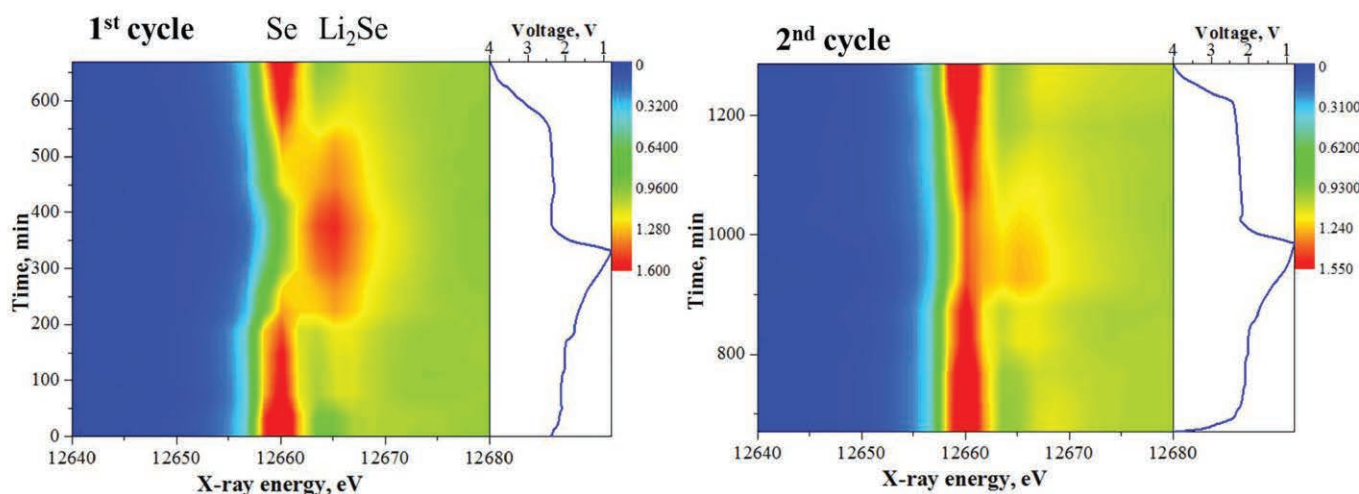 1st cycle Se Li2Se
Voltage, V
4 3 2 1
Time, min
600
500
400
300
200
100
0
12640 12650 12660 12670 12680
X-ray energy, eV
0
0.3200
0.6400
0.9600
1.280
1.600
2nd cycle
Voltage, V
4 3 2 1
1200
1000
800
12640 12650 12660 12670 12680
X-ray energy, eV
Time, min
0
0.3100
0.6200
0.9300
1.240
1.550